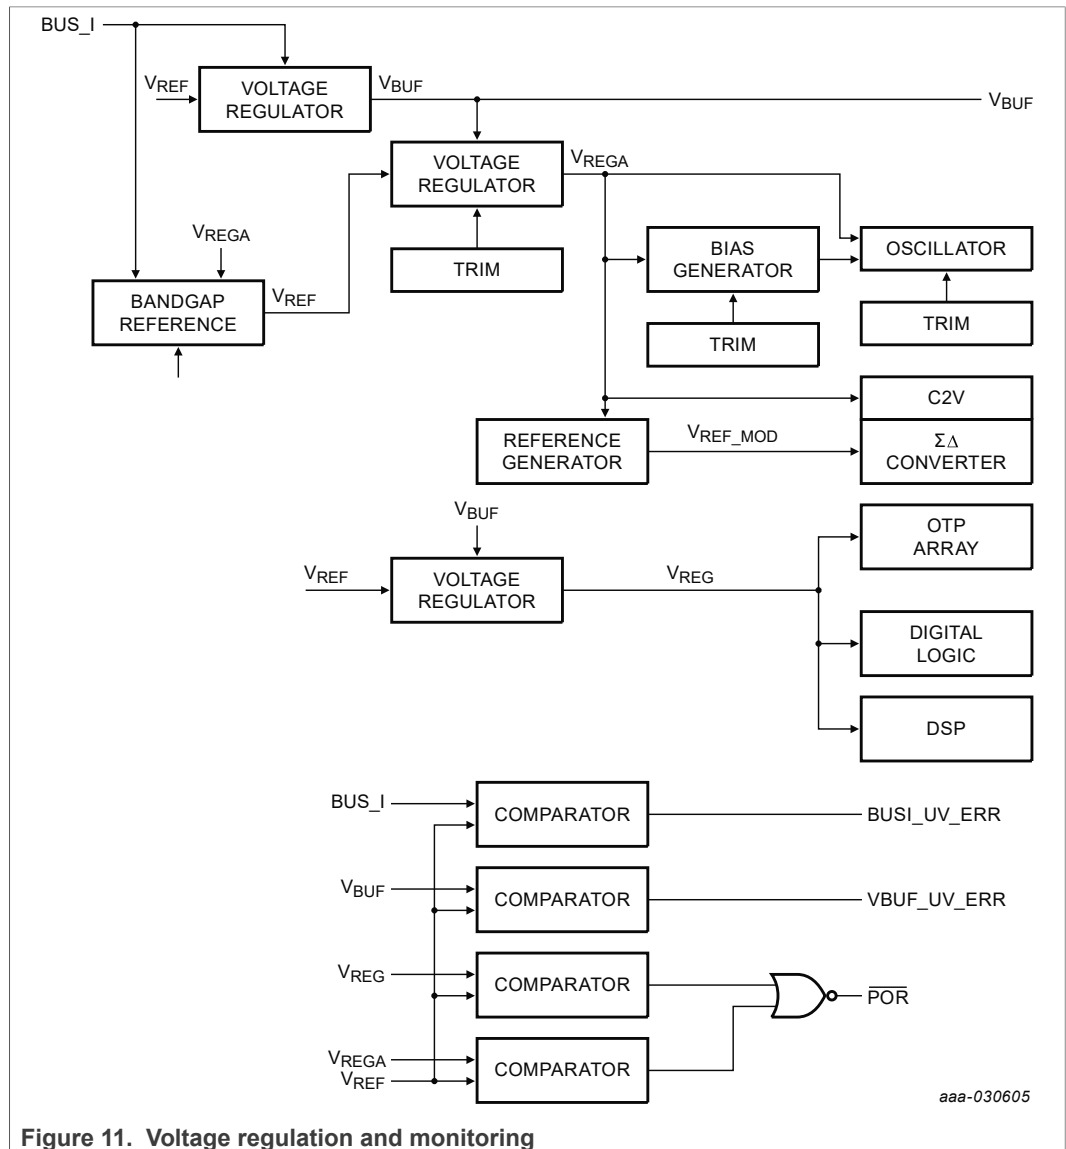 BUS_I
VREF
VOLTAGE
REGULATOR
VBUF
VBUF
VOLTAGE
REGULATOR
VREGA
TRIM
VREGA
BANDGAP
REFERENCE
VREF
BIAS
GENERATOR
TRIM
OSCILLATOR
TRIM
REFERENCE
GENERATOR
VREF_MOD
C2V
ΣΔ
CONVERTER
VBUF
VREF
VOLTAGE
REGULATOR
VREG
OTP
ARRAY
DIGITAL
LOGIC
DSP
BUS_I
COMPARATOR
BUSI_UV_ERR
VBUF
COMPARATOR
VBUF_UV_ERR
VREG
COMPARATOR
POR
VREGA
VREF
COMPARATOR
aaa-030605
Figure 11. Voltage regulation and monitoring